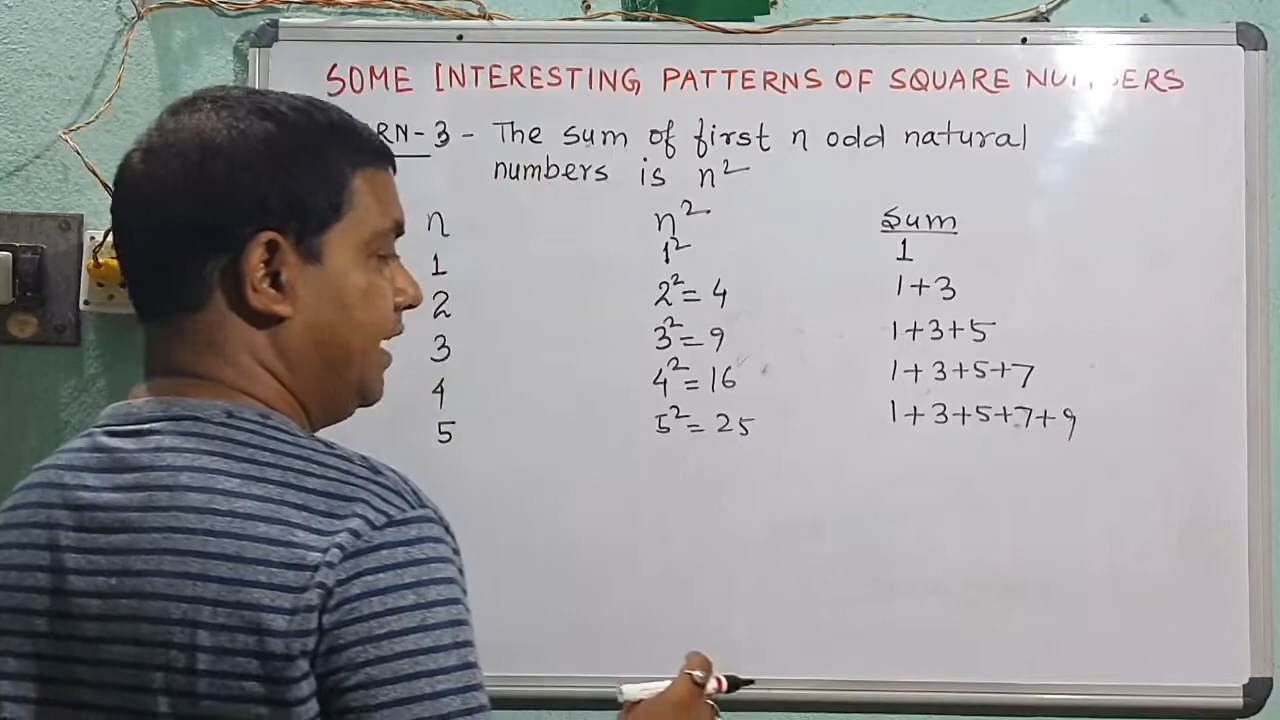 SOME INTERESTING PATTERNS OF SQUARE
RN-3 - The sum of first n odd natural
numbers is n²
n n² Sum
1 1² 1
2 2² = 4 1+3
3 3² = 9 1+3+5
4 4² = 16 1+3+5+7
5 5² = 25 1+3+5+7+9